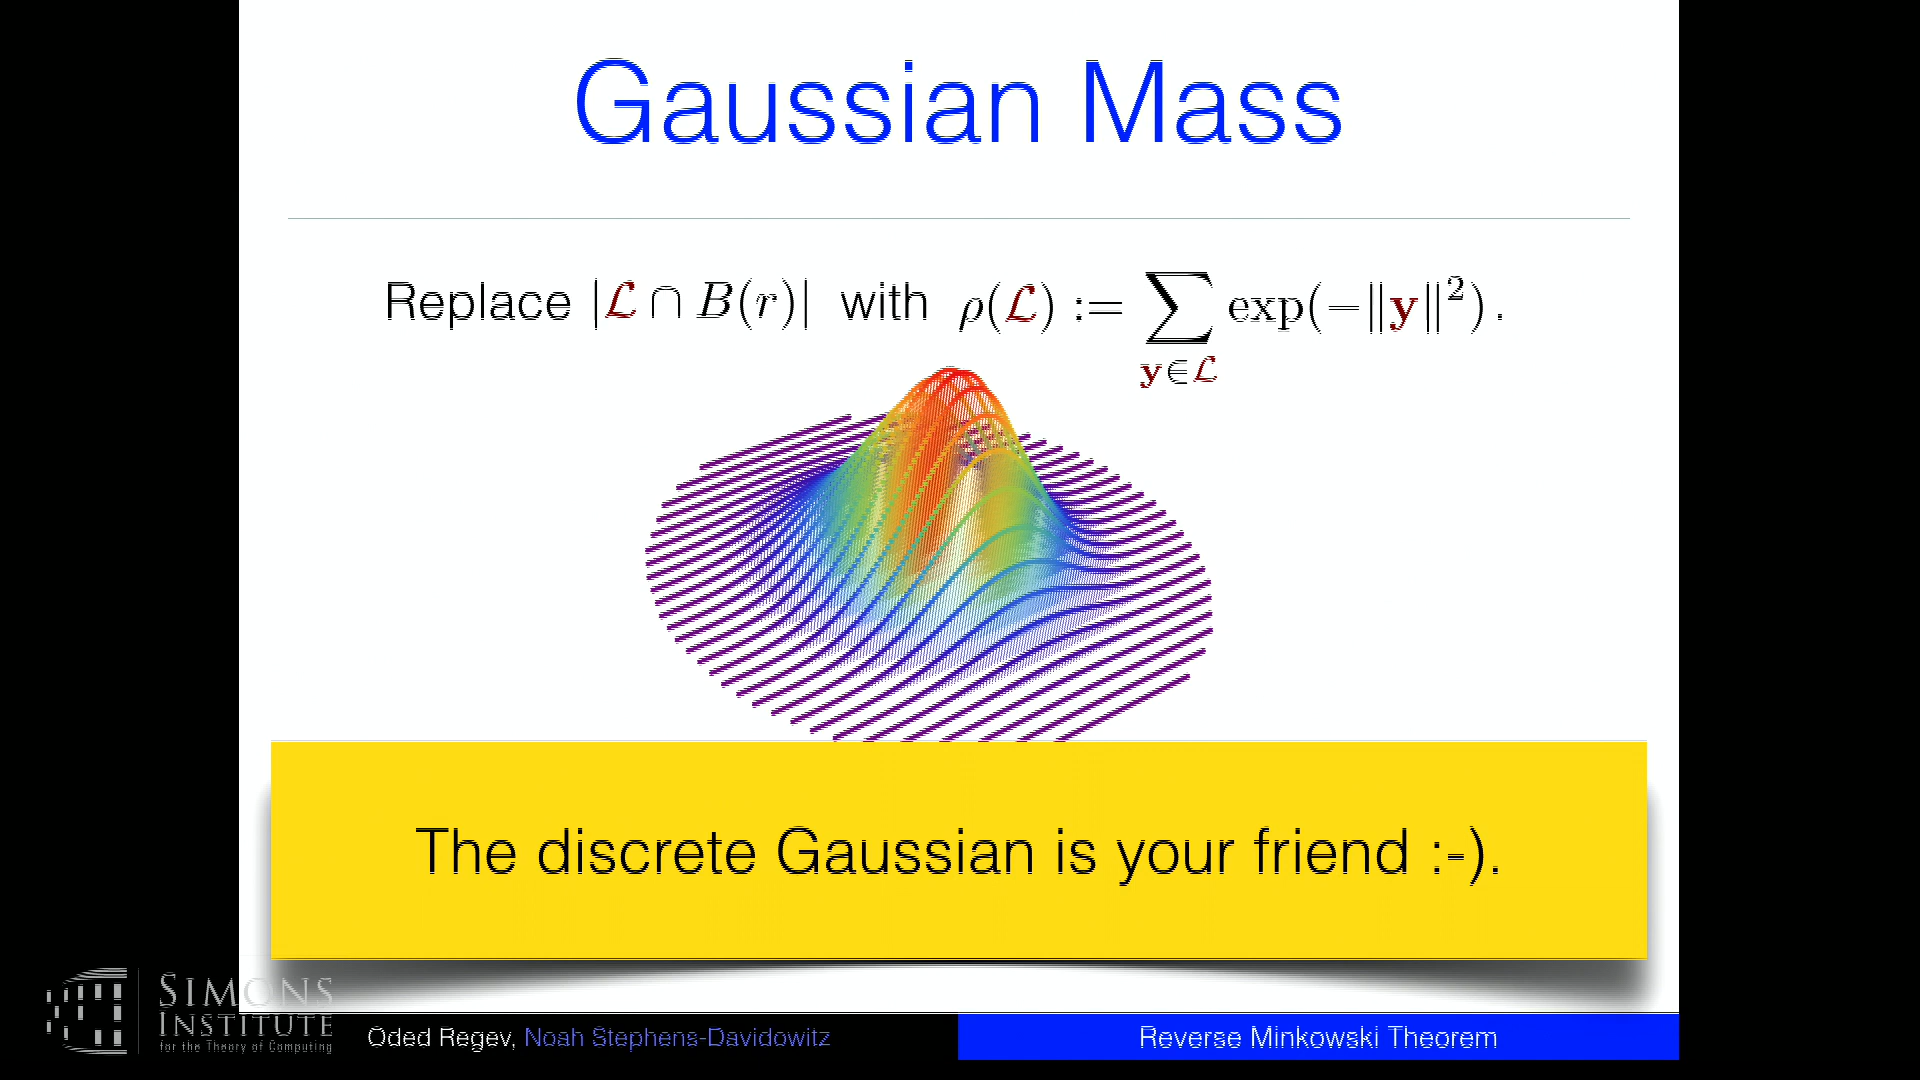 Gaussian Mass
Replace |ℒ ∩ B(r)| with ρ(ℒ) := ∑ exp(−‖y‖²).
y∈ℒ
The discrete Gaussian is your friend :-).
SIMONS
INSTITUTE
for the Theory of Computing
Oded Regev, Noah Stephens-Davidowitz
Reverse Minkowski Theorem